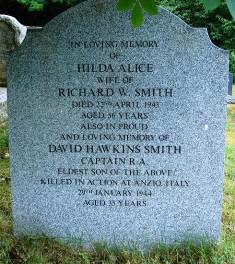 IN LOVING MEMORY
OF
HILDA ALICE
WIFE OF
RICHARD W. SMITH
DIED 22ND APRIL 1943
AGED 56 YEARS
ALSO IN PROUD
AND LOVING MEMORY OF
DAVID HAWKINS SMITH
CAPTAIN R.A.
ELDEST SON OF THE ABOVE
KILLED IN ACTION AT ANZIO, ITALY
29TH JANUARY 1944
AGED 33 YEARS